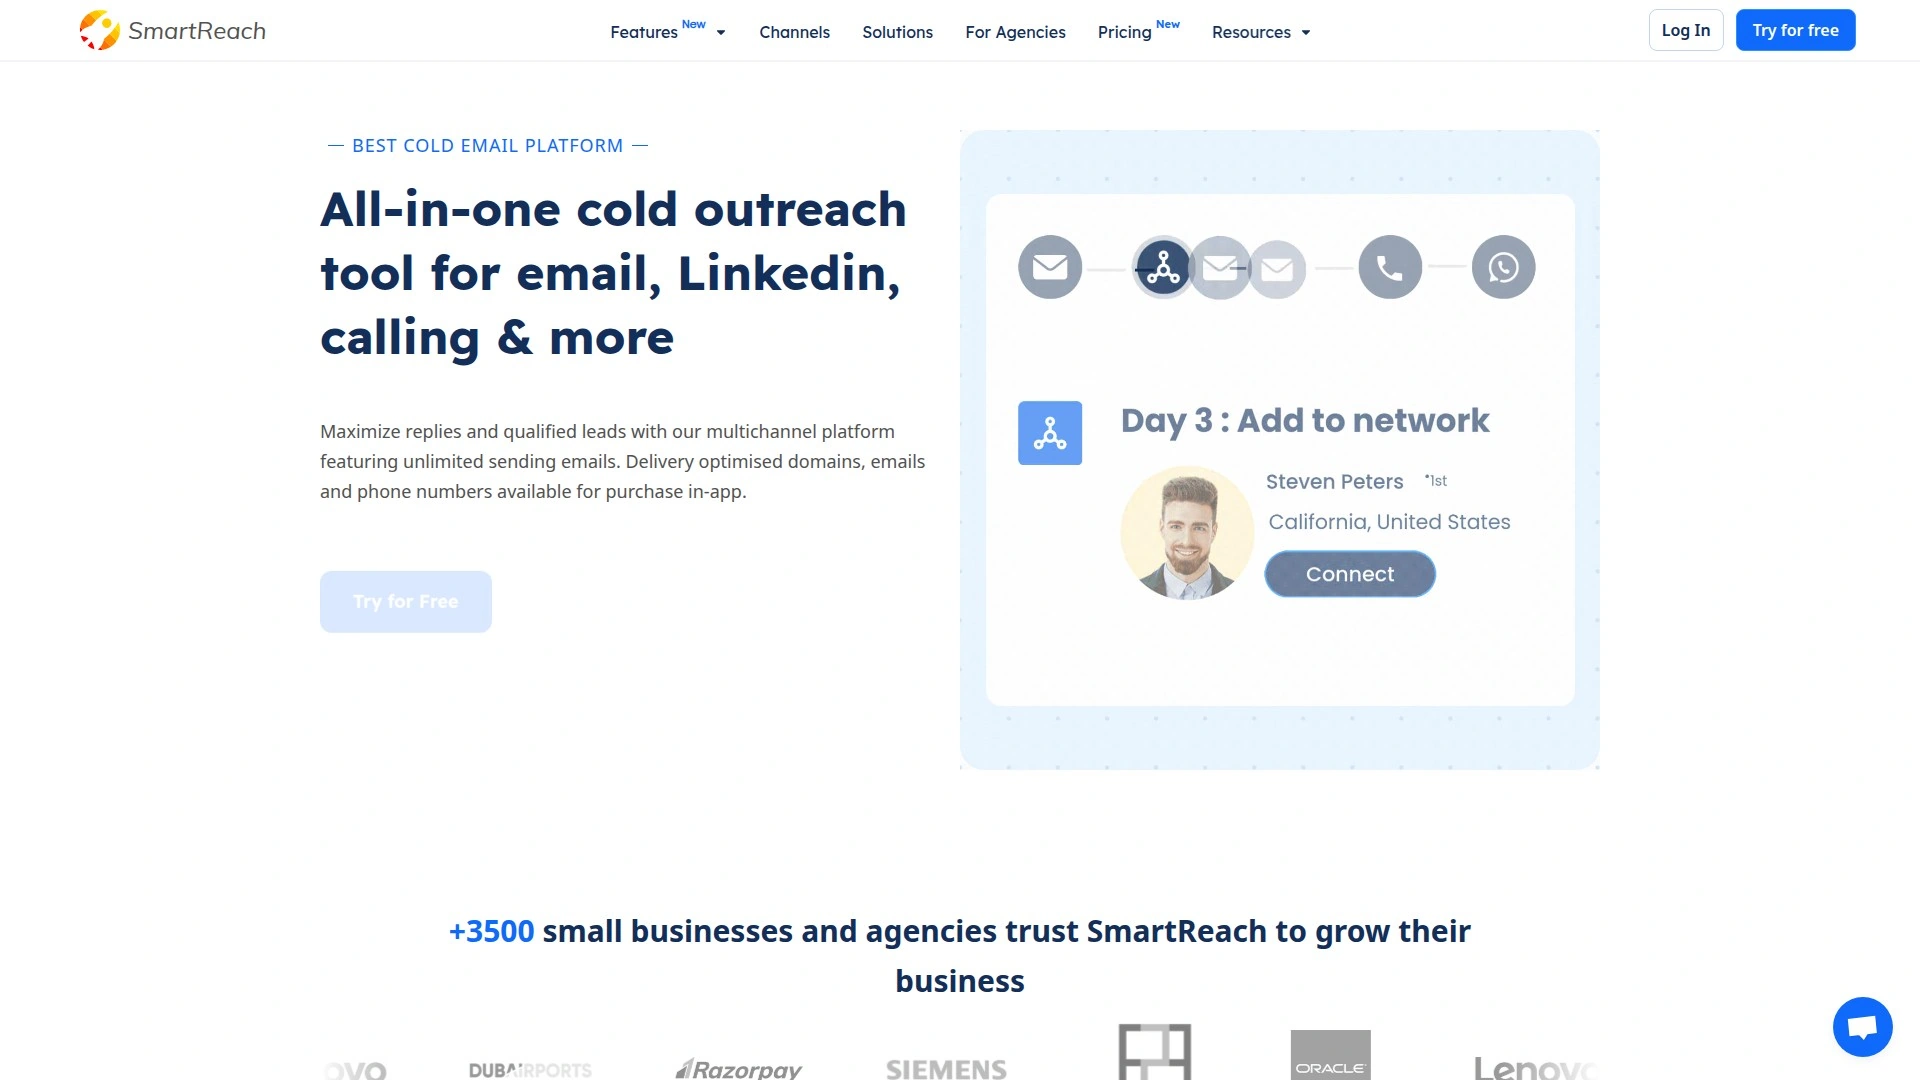 SmartReach
Features New
Channels
Solutions
For Agencies
Pricing New
Resources
Log In
Try for free
— BEST COLD EMAIL PLATFORM —
All-in-one cold outreach
tool for email, Linkedin,
calling & more
Maximize replies and qualified leads with our multichannel platform
featuring unlimited sending emails. Delivery optimised domains, emails
and phone numbers available for purchase in-app.
Try for Free
Day 3 : Add to network
Steven Peters •1st
California, United States
Connect
+3500 small businesses and agencies trust SmartReach to grow their
business
DUBAIRPORTS
Razorpay
SIEMENS
ORACLE
Lenovo